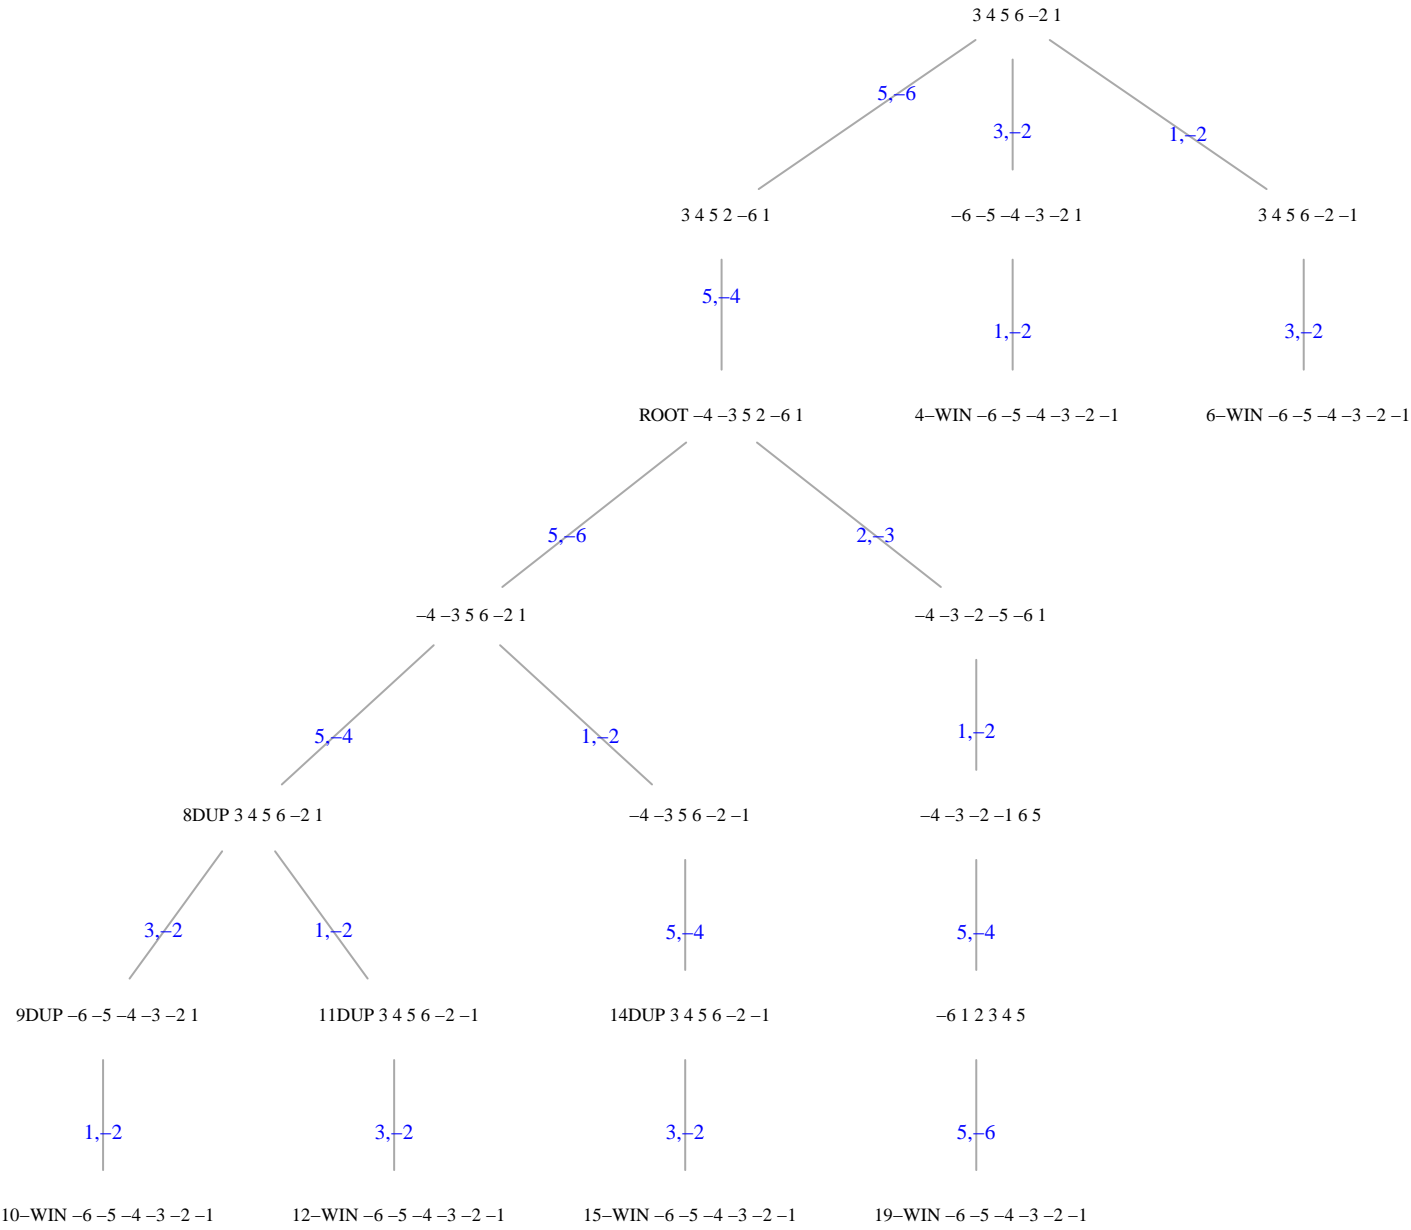 3 4 5 6 –2 1
5,–6
3,–2
1,–2
3 4 5 2 –6 1
–6 –5 –4 –3 –2 1
3 4 5 6 –2 –1
5,–4
1,–2
3,–2
ROOT –4 –3 5 2 –6 1
4–WIN –6 –5 –4 –3 –2 –1
6–WIN –6 –5 –4 –3 –2 –1
5,–6
2,–3
–4 –3 5 6 –2 1
–4 –3 –2 –5 –6 1
5,–4
1,–2
1,–2
8DUP 3 4 5 6 –2 1
–4 –3 5 6 –2 –1
–4 –3 –2 –1 6 5
3,–2
1,–2
5,–4
5,–4
9DUP –6 –5 –4 –3 –2 1
11DUP 3 4 5 6 –2 –1
14DUP 3 4 5 6 –2 –1
–6 1 2 3 4 5
1,–2
3,–2
3,–2
5,–6
10–WIN –6 –5 –4 –3 –2 –1
12–WIN –6 –5 –4 –3 –2 –1
15–WIN –6 –5 –4 –3 –2 –1
19–WIN –6 –5 –4 –3 –2 –1